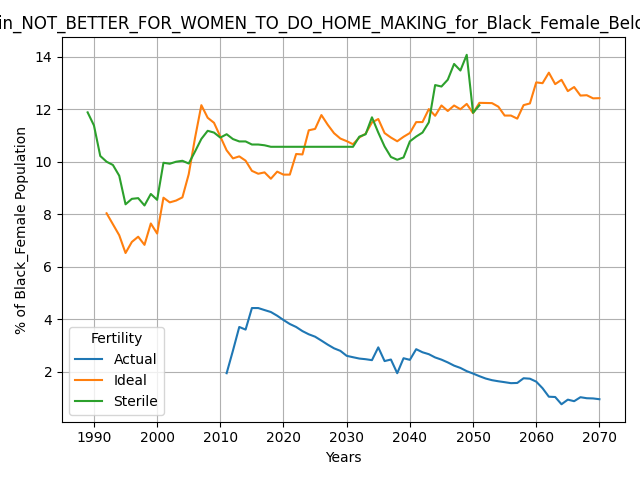 in_NOT_BETTER_FOR_WOMEN_TO_DO_HOME_MAKING_for_Black_Female_Belo
% of Black_Female Population
14
12
10
8
6
4
2
Fertility
Actual
Ideal
Sterile
1990 2000 2010 2020 2030 2040 2050 2060 2070
Years